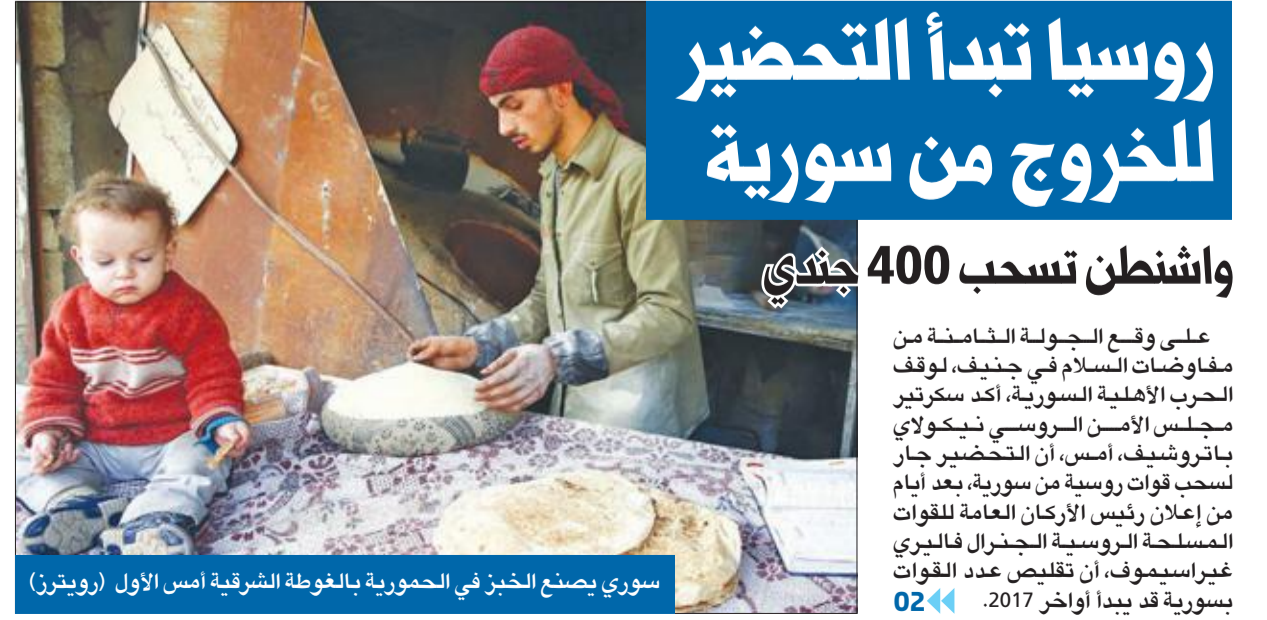 روسيا تبدأ التحضير
للخروج من سورية
واشنطن تسحب 400 جندي
على وقع الجولة الثامنة من
مفاوضات السلام في جنيف، لوقف
الحرب الأهلية السورية، أكد سكرتير
مجلس الأمن الروسي نيكولاي
باتروشيف، أمس، أن التحضير جار
لسحب قوات روسية من سورية، بعد أيام
من إعلان رئيس الأركان العامة للقوات
المسلحة الروسية الجنرال فاليري
غيراسيموف، أن تقليص عدد القوات
بسورية قد يبدأ أواخر 2017. 02
سوري يصنع الخبز في الحمورية بالغوطة الشرقية أمس الأول (رويترز)